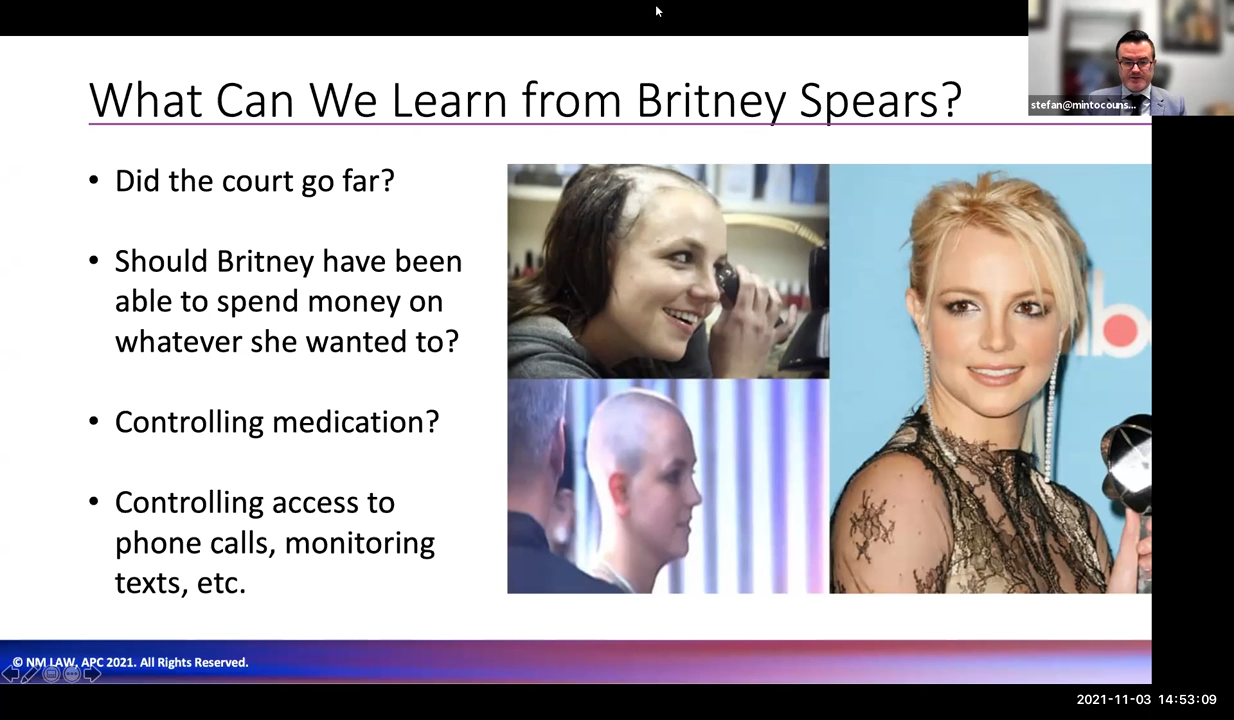 What Can We Learn from Britney Spears?
stefan@mintocouns...
• Did the court go far?
• Should Britney have been
able to spend money on
whatever she wanted to?
• Controlling medication?
• Controlling access to
phone calls, monitoring
texts, etc.
© NM LAW, APC 2021. All Rights Reserved.
2021-11-03 14:53:09